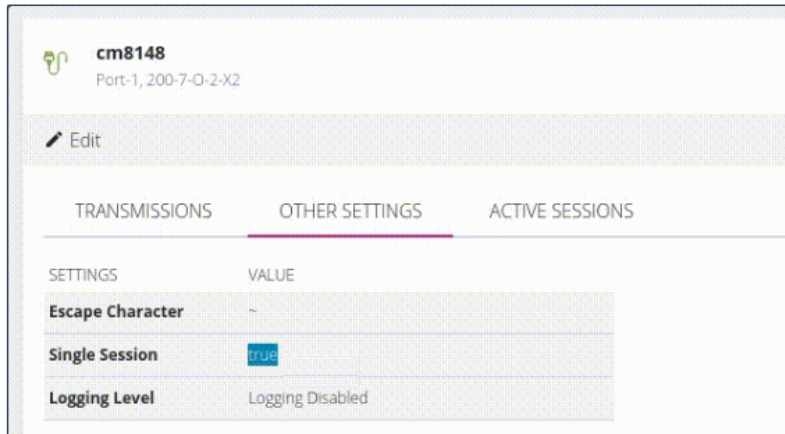 cm8148
Port-1, 200-7-O-2-X2
Edit
TRANSMISSIONS OTHER SETTINGS ACTIVE SESSIONS
SETTINGS VALUE
Escape Character ~
Single Session true
Logging Level Logging Disabled